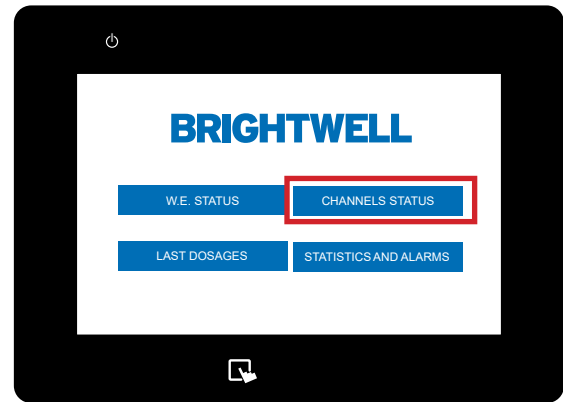 BRIGHTWELL
W.E. STATUS
CHANNELS STATUS
LAST DOSAGES
STATISTICS AND ALARMS